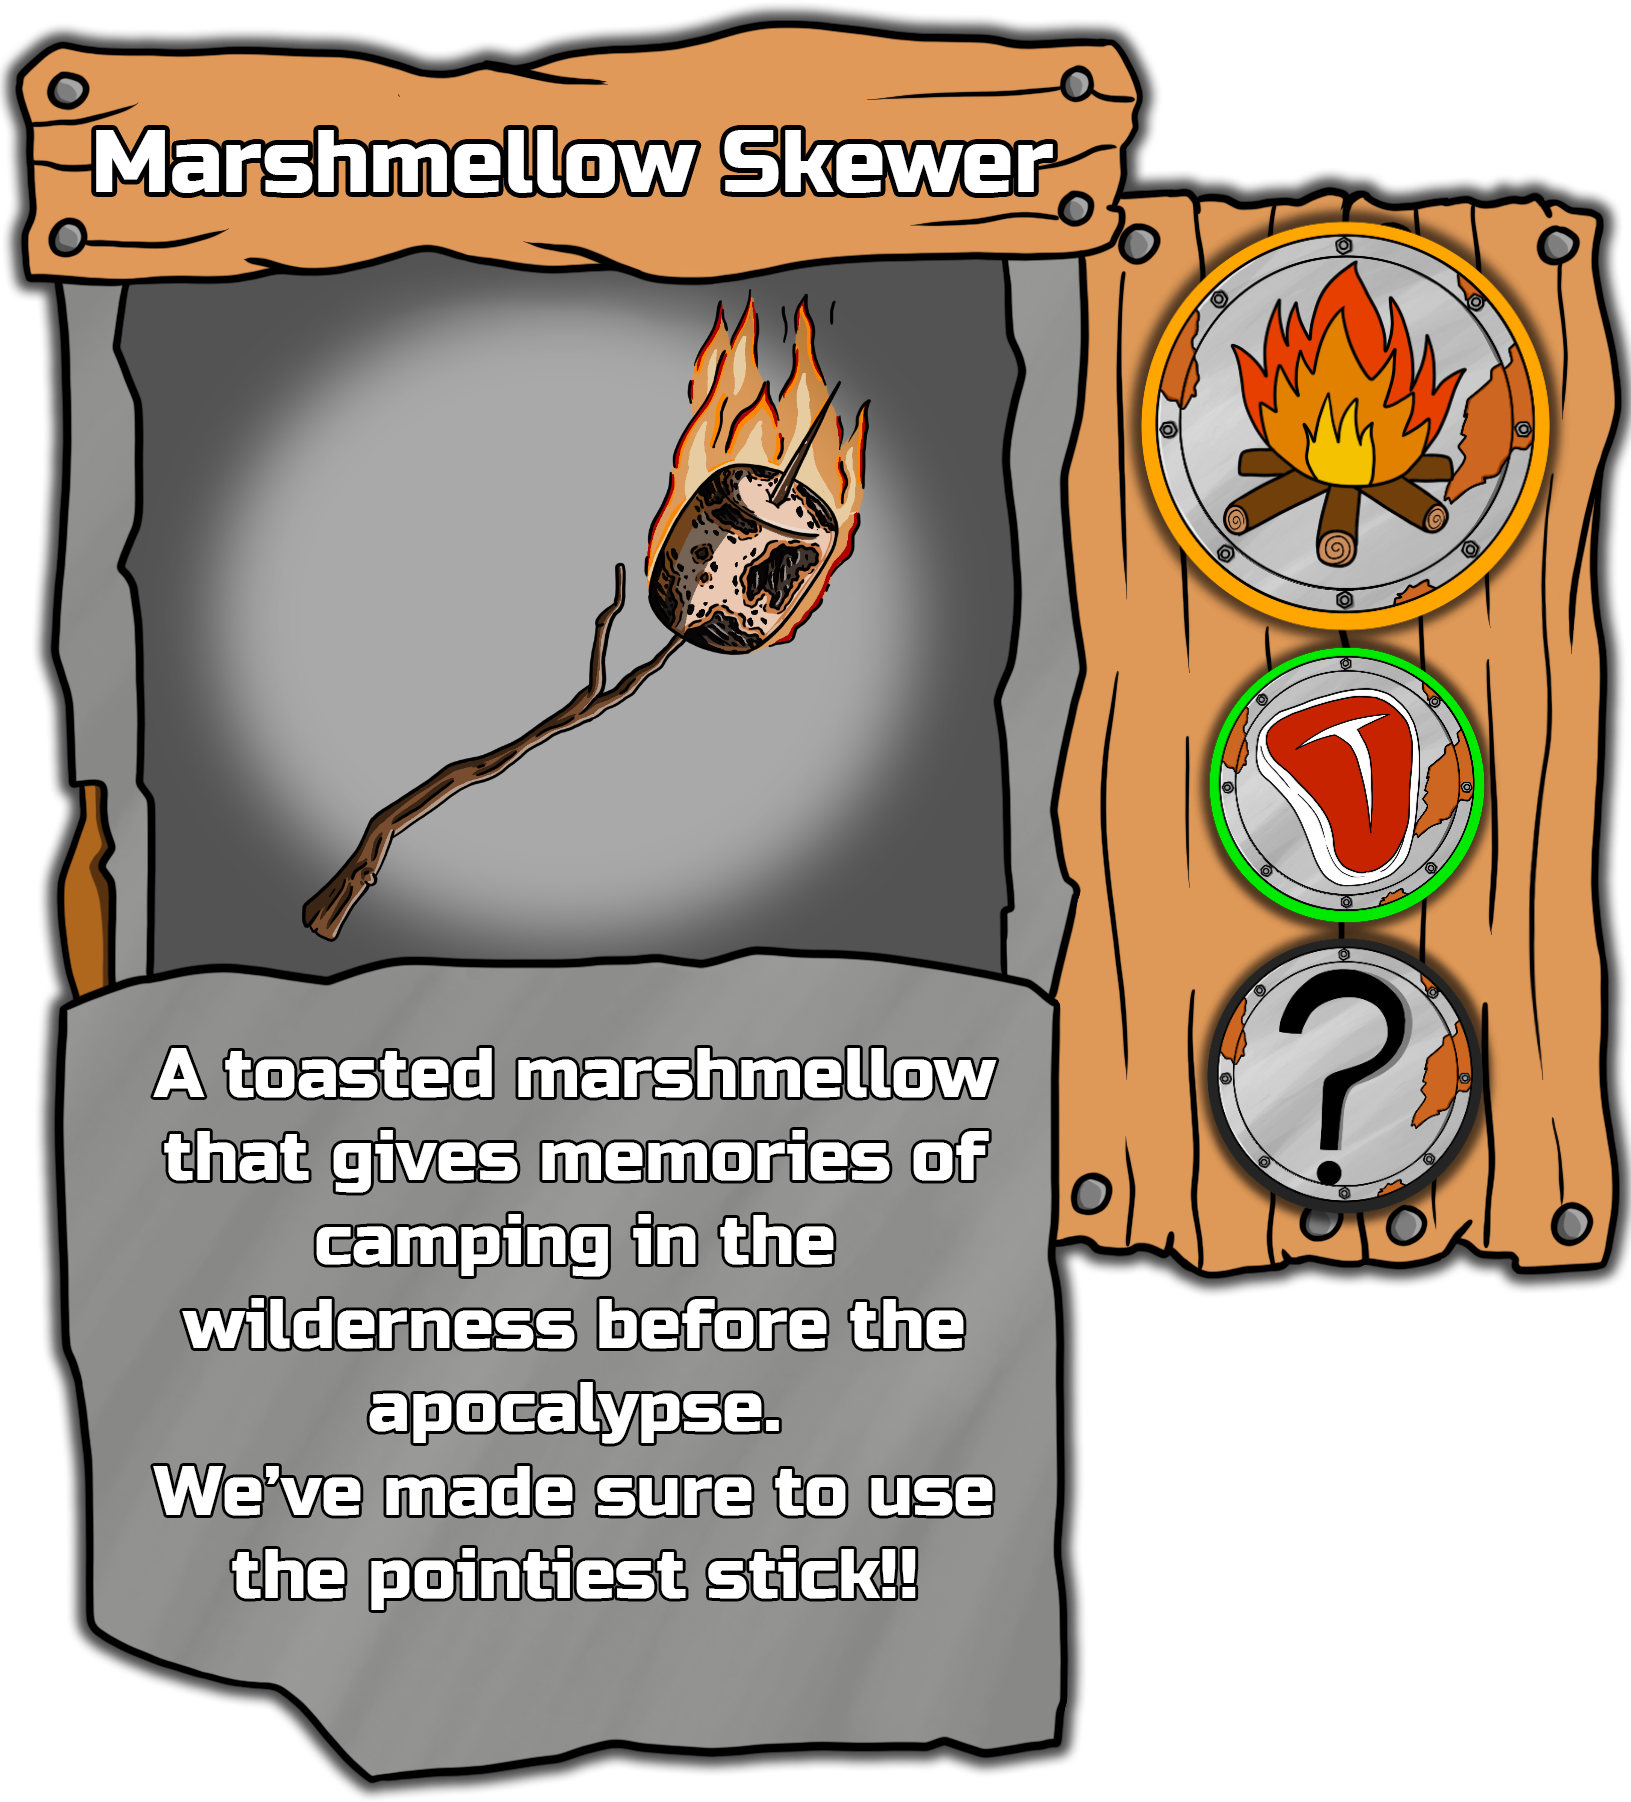 Marshmellow Skewer
A toasted marshmellow
that gives memories of
camping in the
wilderness before the
apocalypse.
We've made sure to use
the pointiest stick!!
?